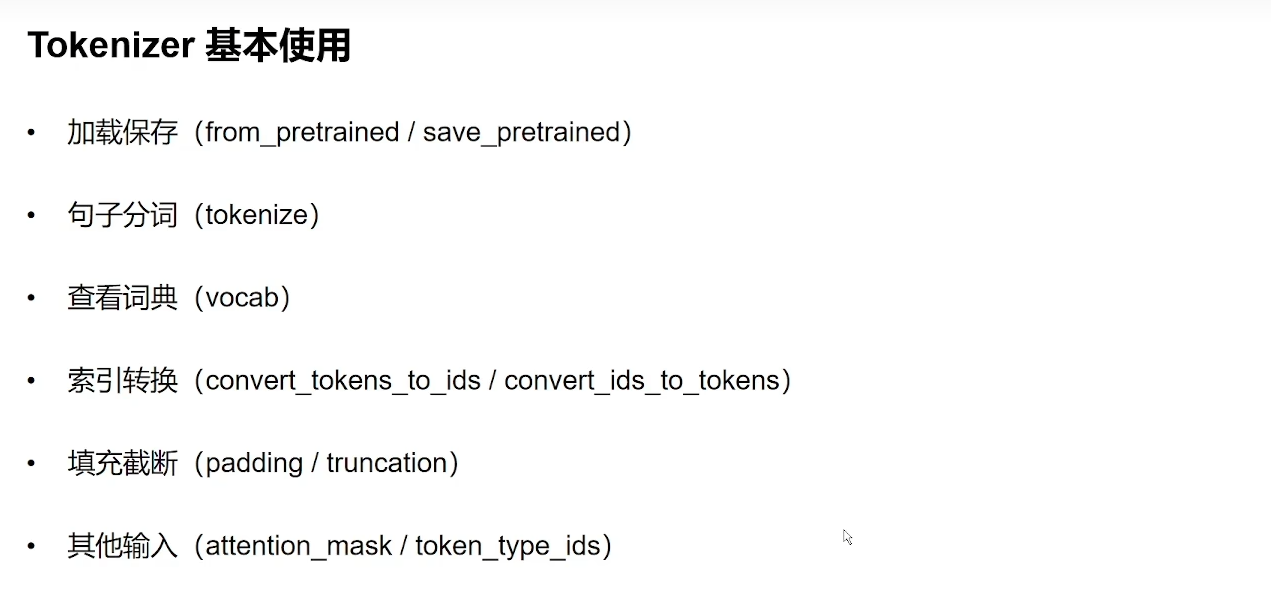 Tokenizer 基本使用
• 加载保存（from_pretrained / save_pretrained）
• 句子分词（tokenize）
• 查看词典（vocab）
• 索引转换（convert_tokens_to_ids / convert_ids_to_tokens）
• 填充截断（padding / truncation）
• 其他输入（attention_mask / token_type_ids）